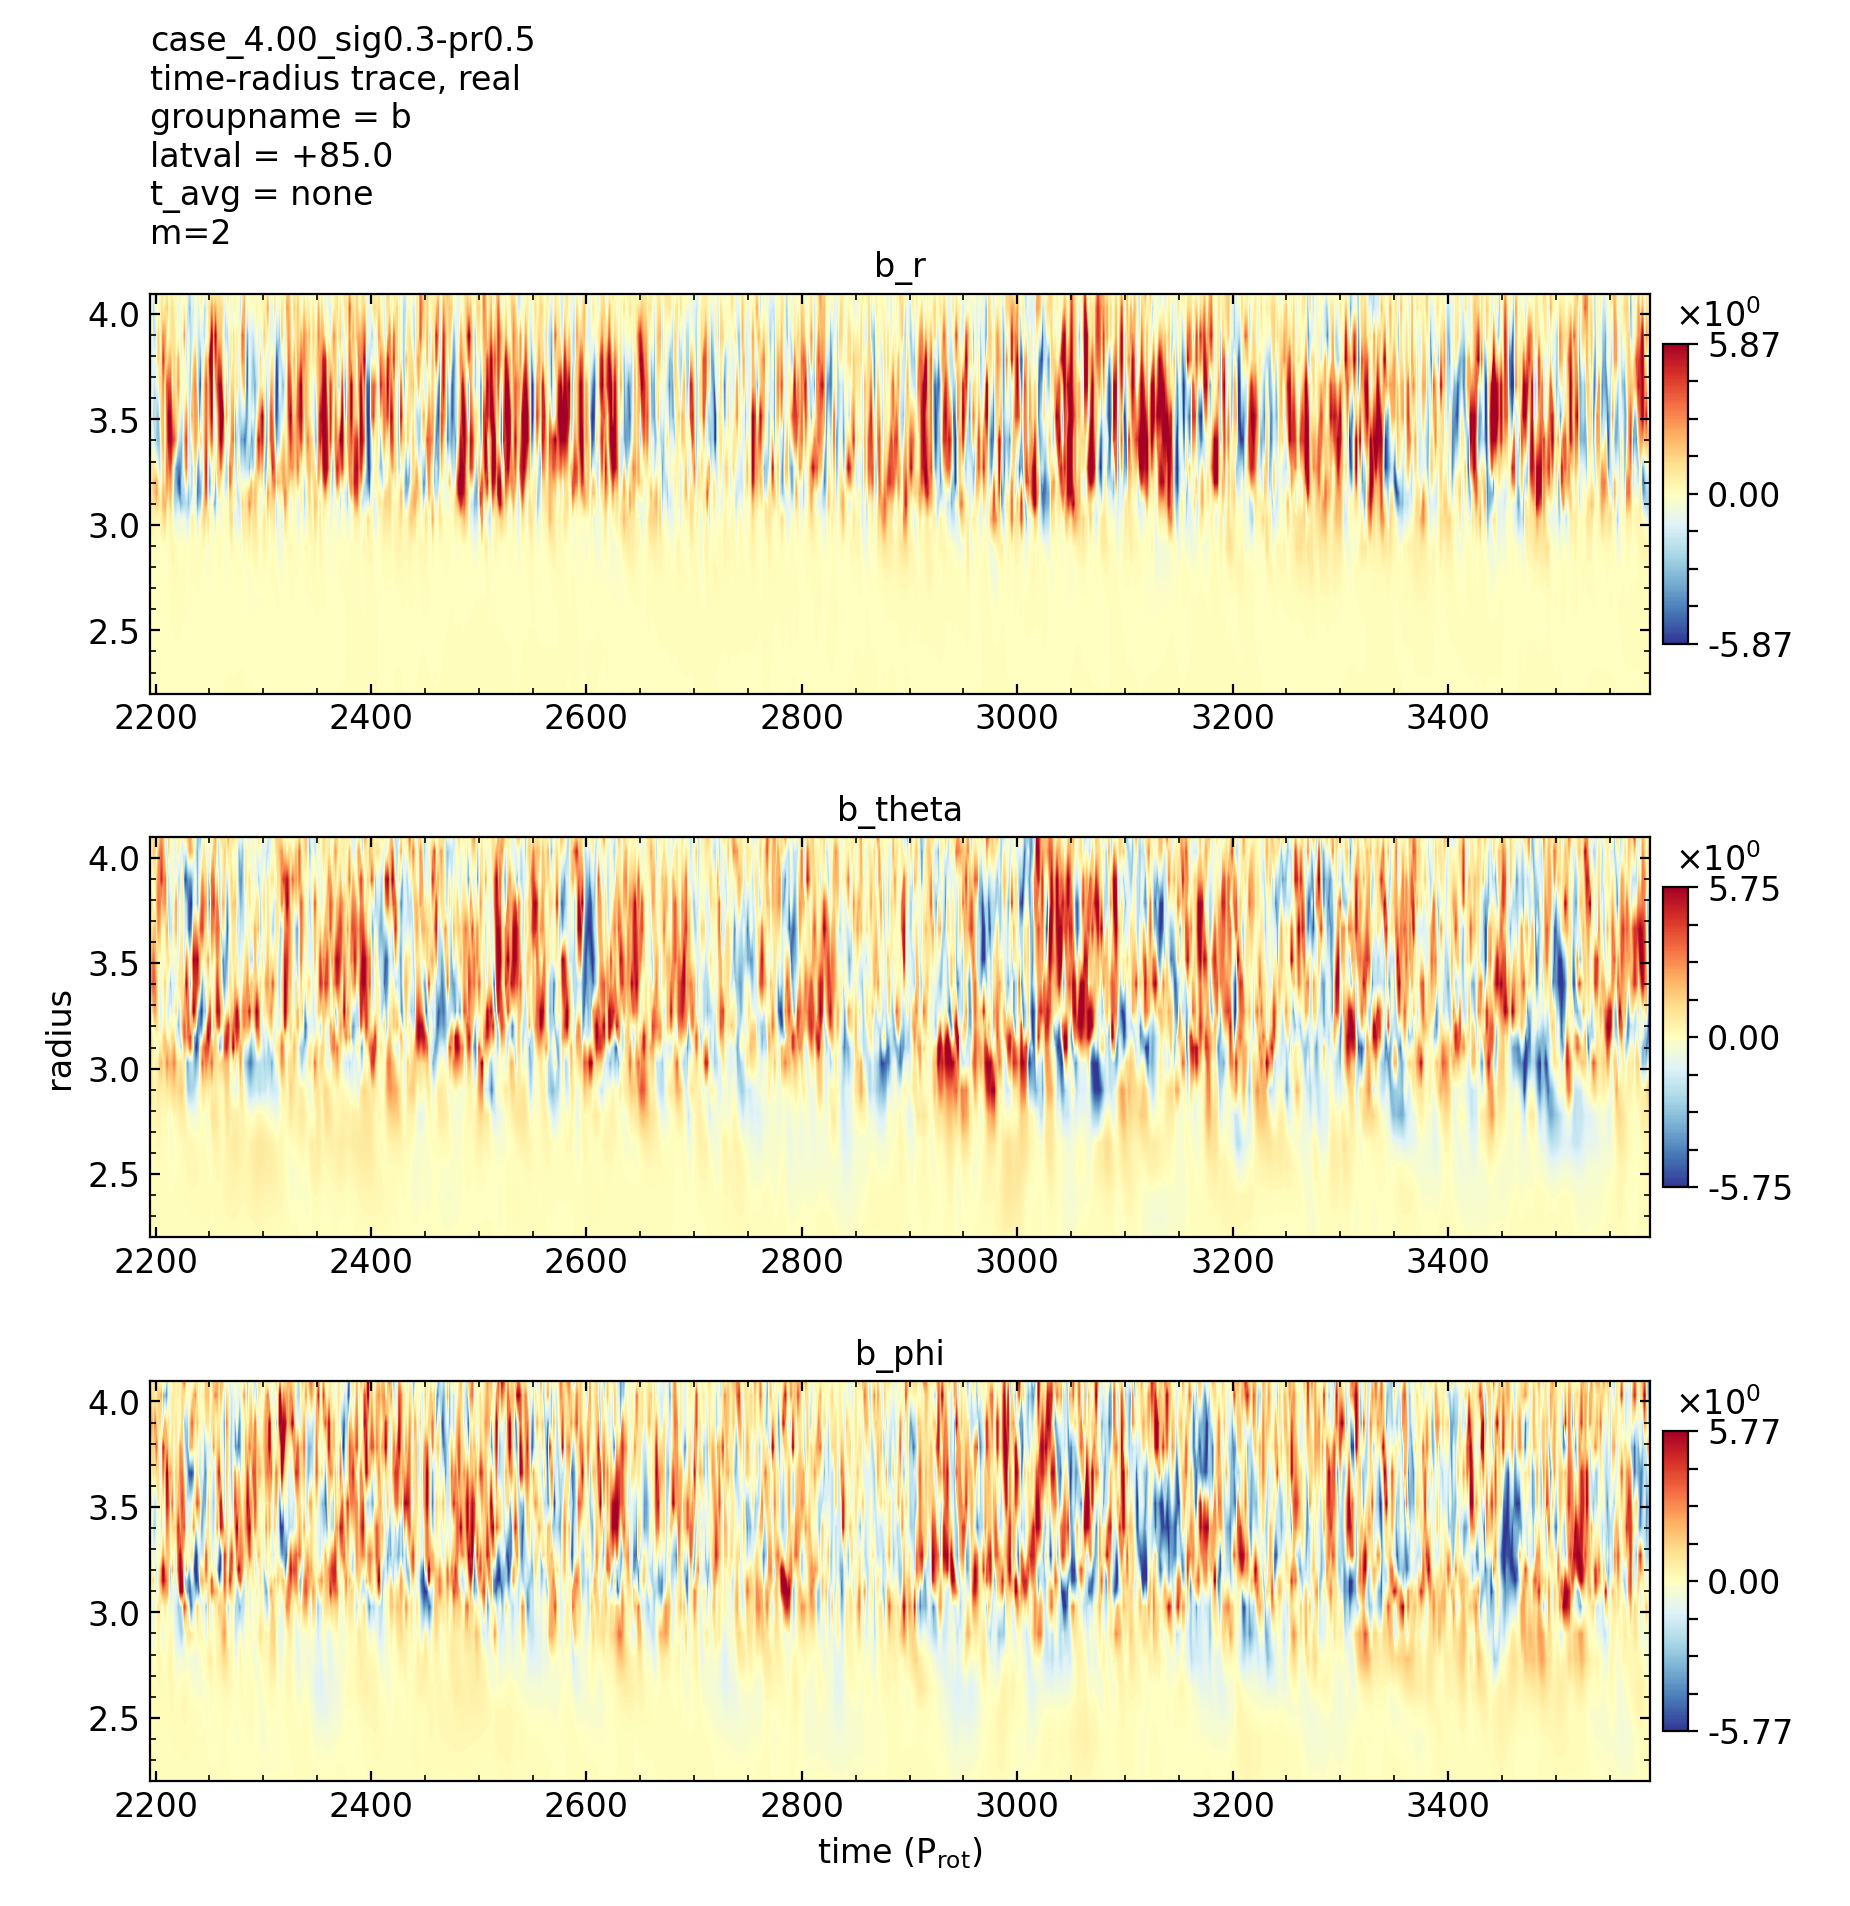 case_4.00_sig0.3-pr0.5
time-radius trace, real
groupname = b
latval = +85.0
t_avg = none
m=2
b_r
4.0
3.5
3.0
2.5
2200 2400 2600 2800 3000 3200 3400
×10⁰
5.87
0.00
-5.87
b_theta
radius
4.0
3.5
3.0
2.5
2200 2400 2600 2800 3000 3200 3400
×10⁰
5.75
0.00
-5.75
b_phi
4.0
3.5
3.0
2.5
2200 2400 2600 2800 3000 3200 3400
×10⁰
5.77
0.00
-5.77
time (P_rot)